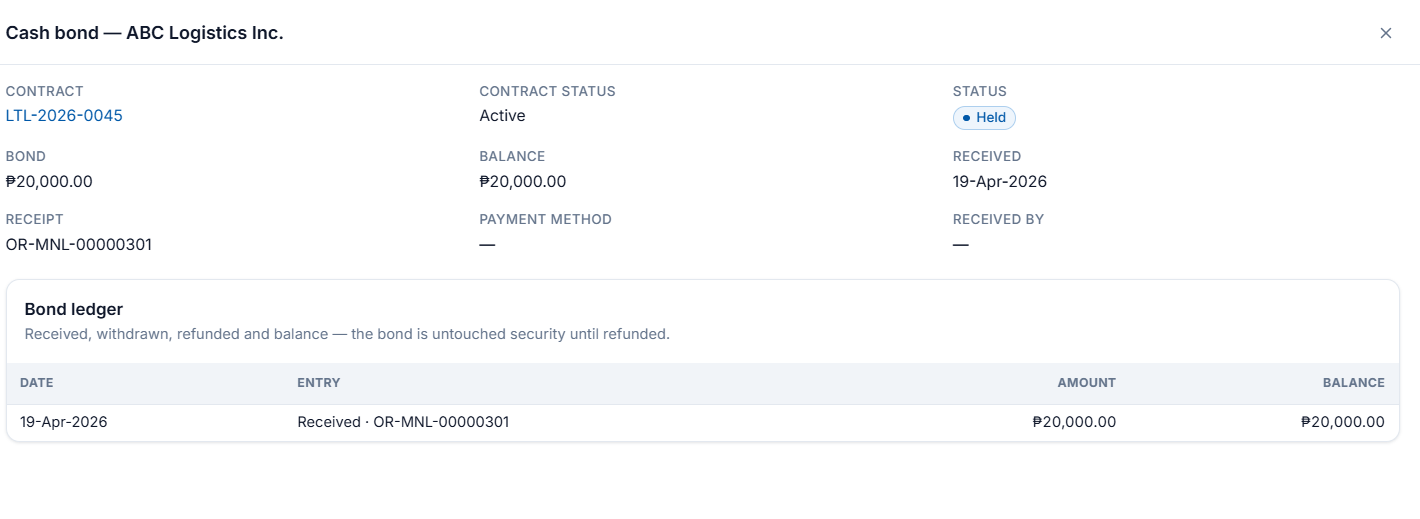 Cash bond — ABC Logistics Inc.
CONTRACT CONTRACT STATUS STATUS
LTL-2026-0045 Active Held
BOND BALANCE RECEIVED
₱20,000.00 ₱20,000.00 19-Apr-2026
RECEIPT PAYMENT METHOD RECEIVED BY
OR-MNL-00000301 — —
Bond ledger
Received, withdrawn, refunded and balance — the bond is untouched security until refunded.
DATE ENTRY AMOUNT BALANCE
19-Apr-2026 Received · OR-MNL-00000301 ₱20,000.00 ₱20,000.00